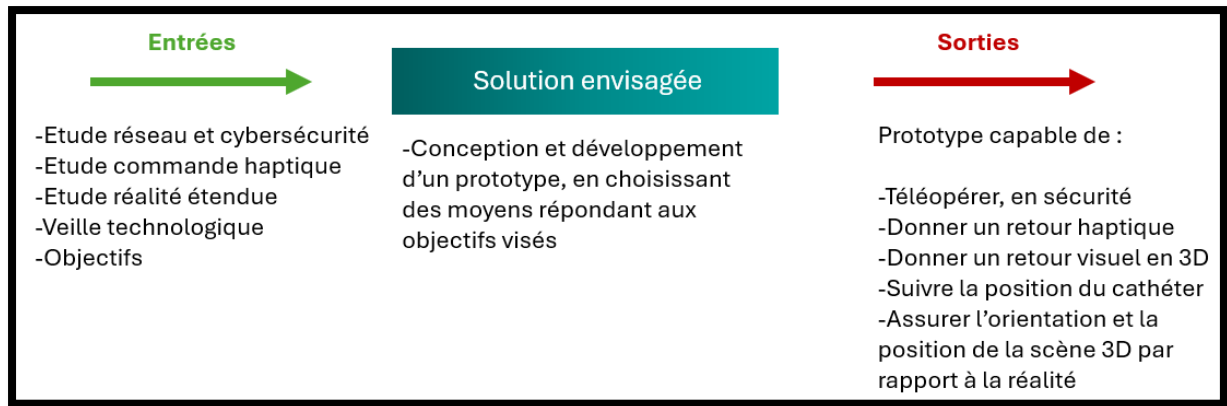 Entrées
-Etude réseau et cybersécurité
-Etude commande haptique
-Etude réalité étendue
-Veille technologique
-Objectifs
Solution envisagée
-Conception et développement
d’un prototype, en choisissant
des moyens répondant aux
objectifs visés
Sorties
Prototype capable de :
-Téléopérer, en sécurité
-Donner un retour haptique
-Donner un retour visuel en 3D
-Suivre la position du cathéter
-Assurer l’orientation et la
position de la scène 3D par
rapport à la réalité